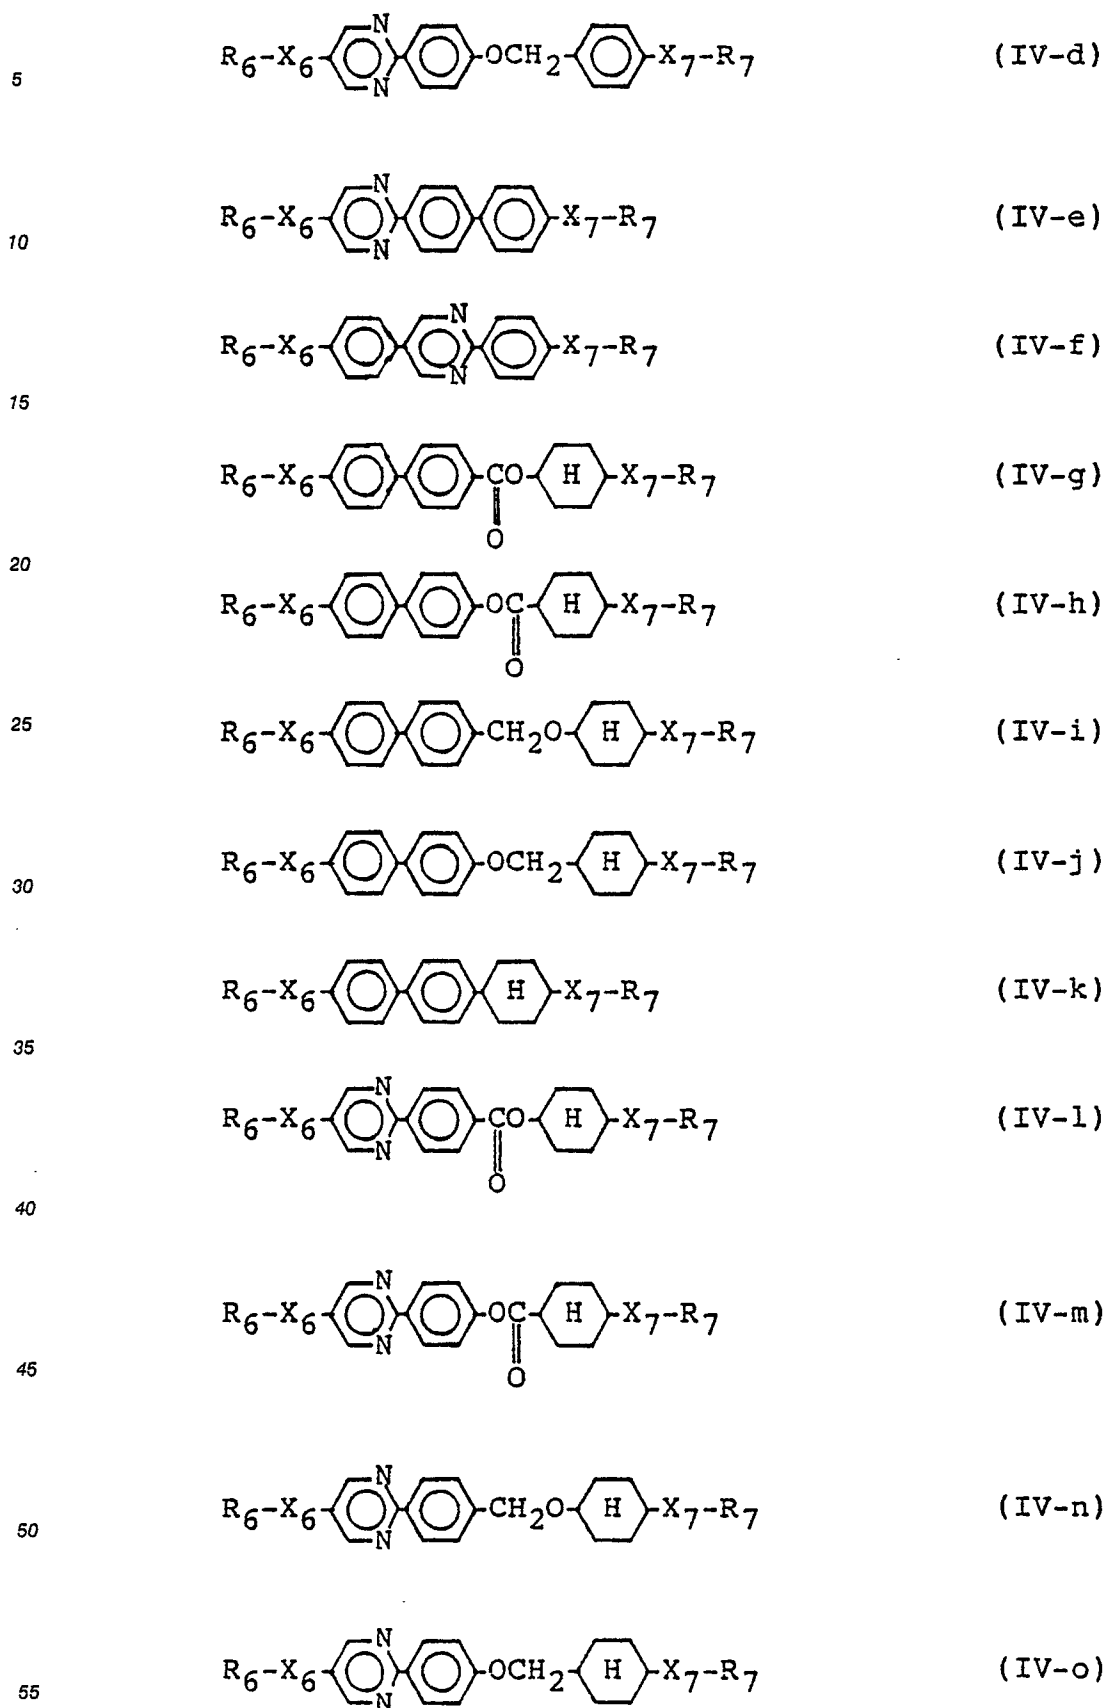 R6-X6 N N OCH2 X7-R7 (IV-d)
5
R6-X6 N N X7-R7 (IV-e)
10
R6-X6 N N X7-R7 (IV-f)
15
R6-X6 CO O H X7-R7 (IV-g)
20
R6-X6 OC O H X7-R7 (IV-h)
25
R6-X6 CH2O H X7-R7 (IV-i)
R6-X6 OCH2 H X7-R7 (IV-j)
30
R6-X6 H X7-R7 (IV-k)
35
R6-X6 N N CO O H X7-R7 (IV-l)
40
R6-X6 N N OC O H X7-R7 (IV-m)
45
R6-X6 N N CH2O H X7-R7 (IV-n)
50
R6-X6 N N OCH2 H X7-R7 (IV-o)
55